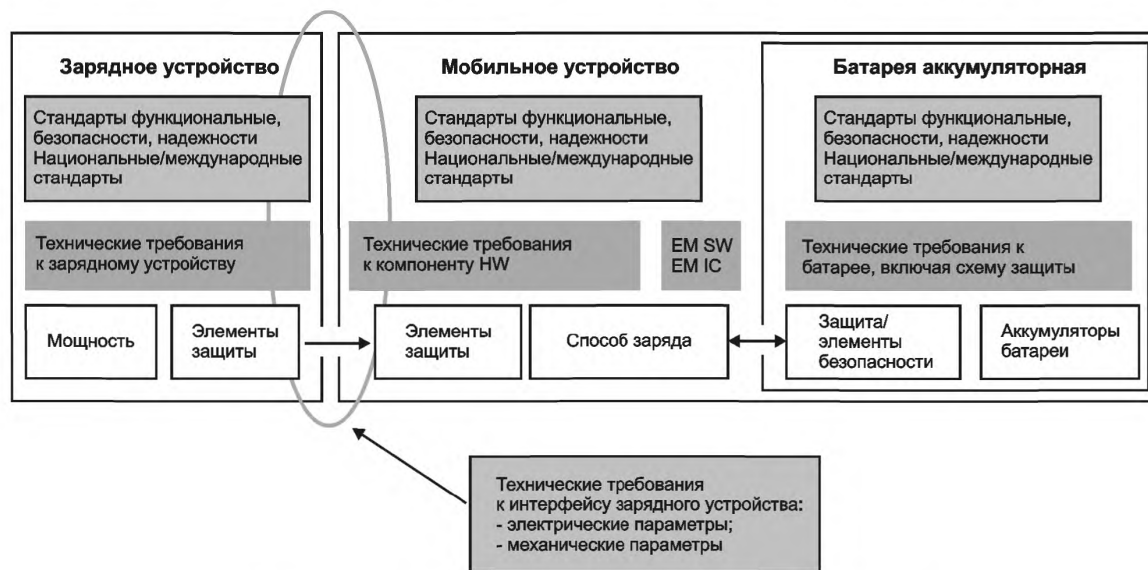 Зарядное устройство
Стандарты функциональные,
безопасности, надежности
Национальные/международные
стандарты
Технические требования
к зарядному устройству
Мощность
Элементы
защиты
Мобильное устройство
Стандарты функциональные,
безопасности, надежности
Национальные/международные
стандарты
Технические требования
к компоненту HW
EM SW
EM IC
Элементы
защиты
Способ заряда
Батарея аккумуляторная
Стандарты функциональные,
безопасности, надежности
Национальные/международные
стандарты
Технические требования к
батарее, включая схему защиты
Защита/
элементы
безопасности
Аккумуляторы
батареи
Технические требования
к интерфейсу зарядного устройства:
- электрические параметры;
- механические параметры